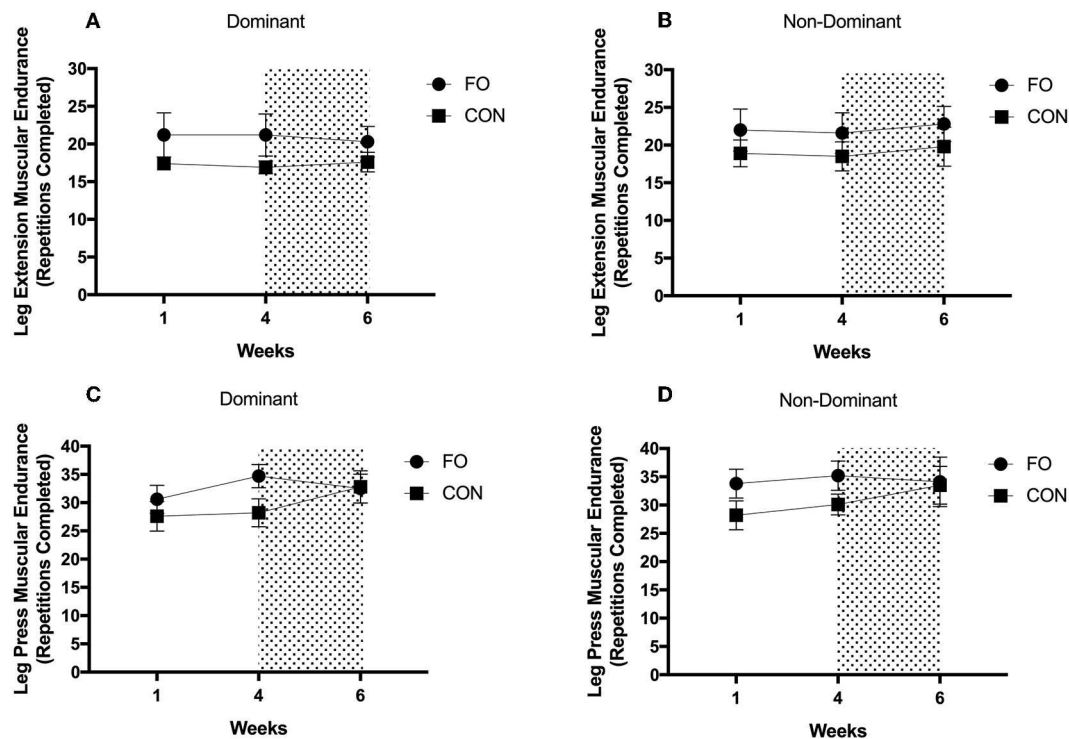 A
Dominant
Leg Extension Muscular Endurance
(Repetitions Completed)
30
25
20
15
10
5
0
1
4
6
Weeks
FO
CON
B
Non-Dominant
Leg Extension Muscular Endurance
(Repetitions Completed)
30
25
20
15
10
5
0
1
4
6
Weeks
FO
CON
C
Dominant
Leg Press Muscular Endurance
(Repetitions Completed)
40
35
30
25
20
15
10
5
0
1
4
6
Weeks
FO
CON
D
Non-Dominant
Leg Press Muscular Endurance
(Repetitions Completed)
40
35
30
25
20
15
10
5
0
1
4
6
Weeks
FO
CON